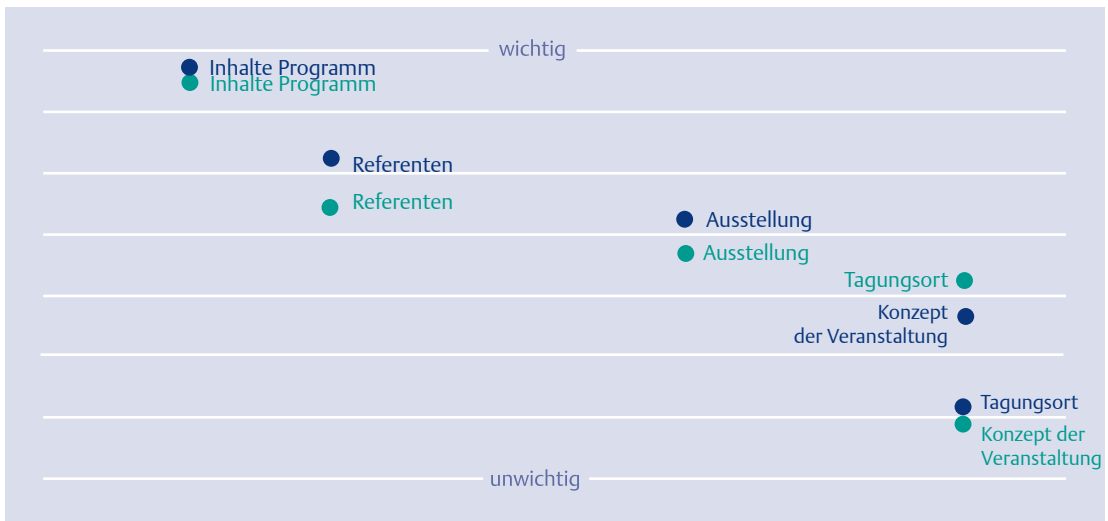 wichtig
Inhalte Programm
Inhalte Programm
Referenten
Referenten
Ausstellung
Ausstellung
Tagungsort
Konzept
der Veranstaltung
Tagungsort
Konzept der
Veranstaltung
unwichtig